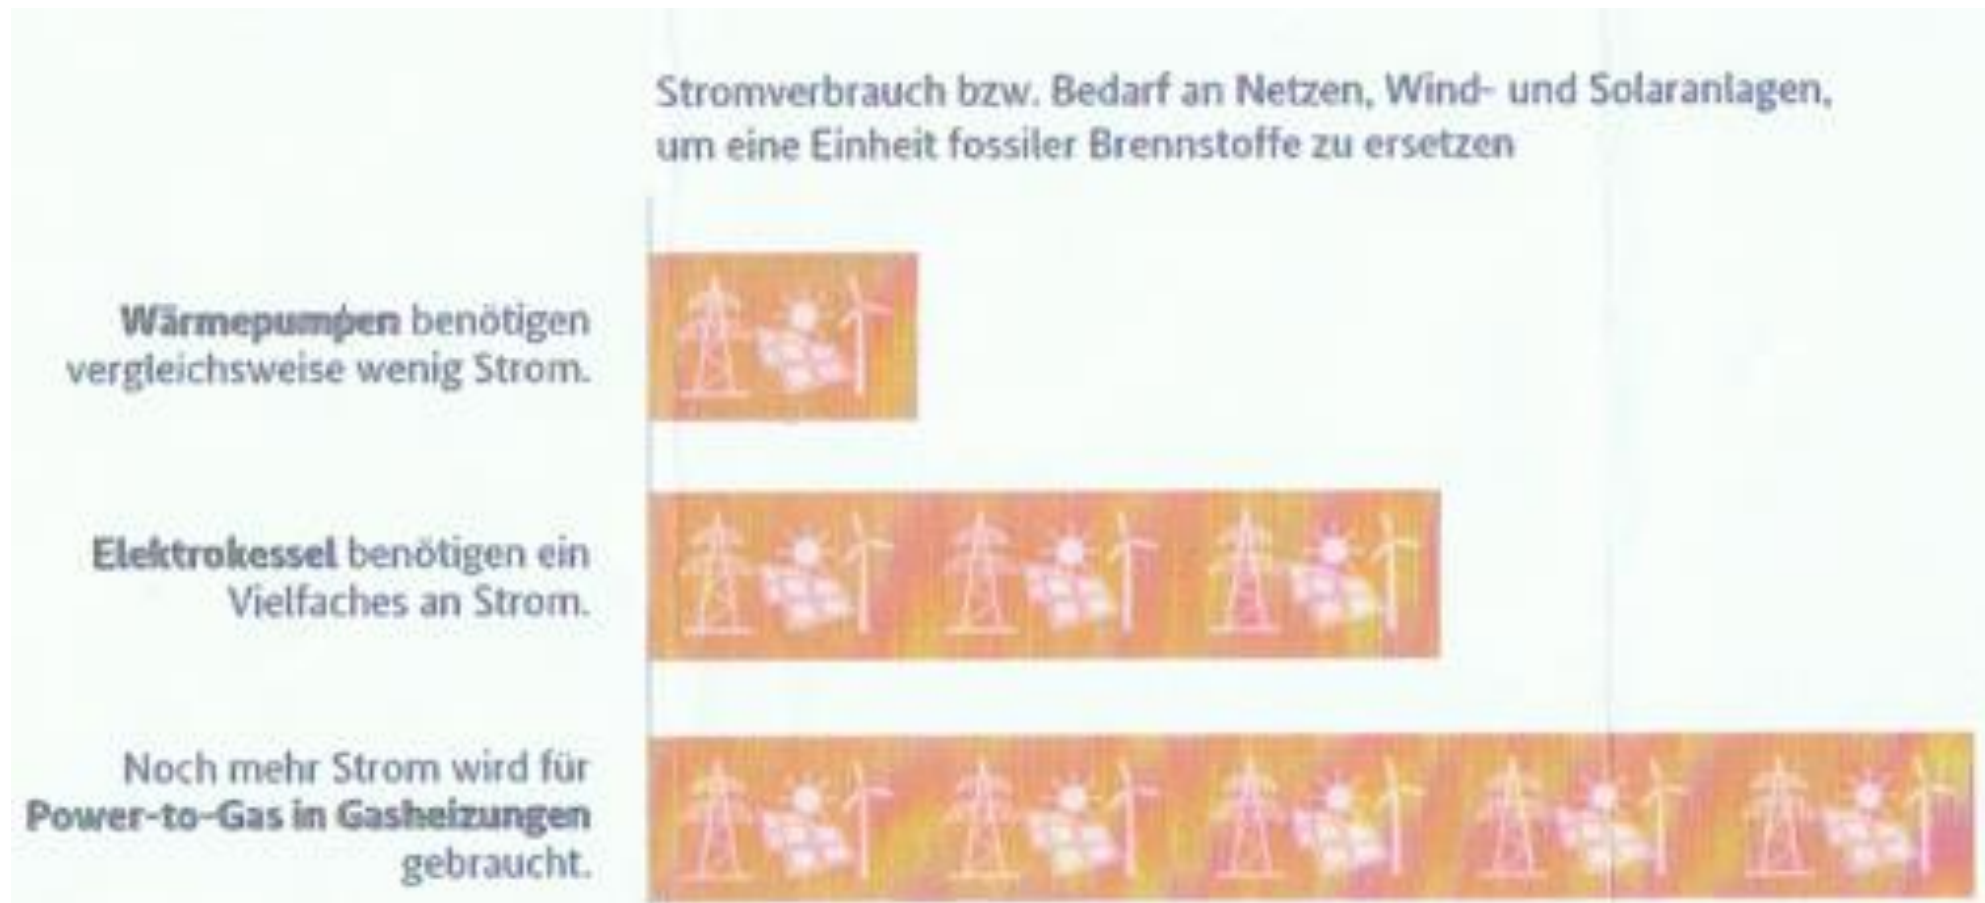 Stromverbrauch bzw. Bedarf an Netzen, Wind- und Solaranlagen,
um eine Einheit fossiler Brennstoffe zu ersetzen
Wärmepumpen benötigen
vergleichsweise wenig Strom.
Elektrokessel benötigen ein
Vielfaches an Strom.
Noch mehr Strom wird für
Power-to-Gas in Gasheizungen
gebraucht.